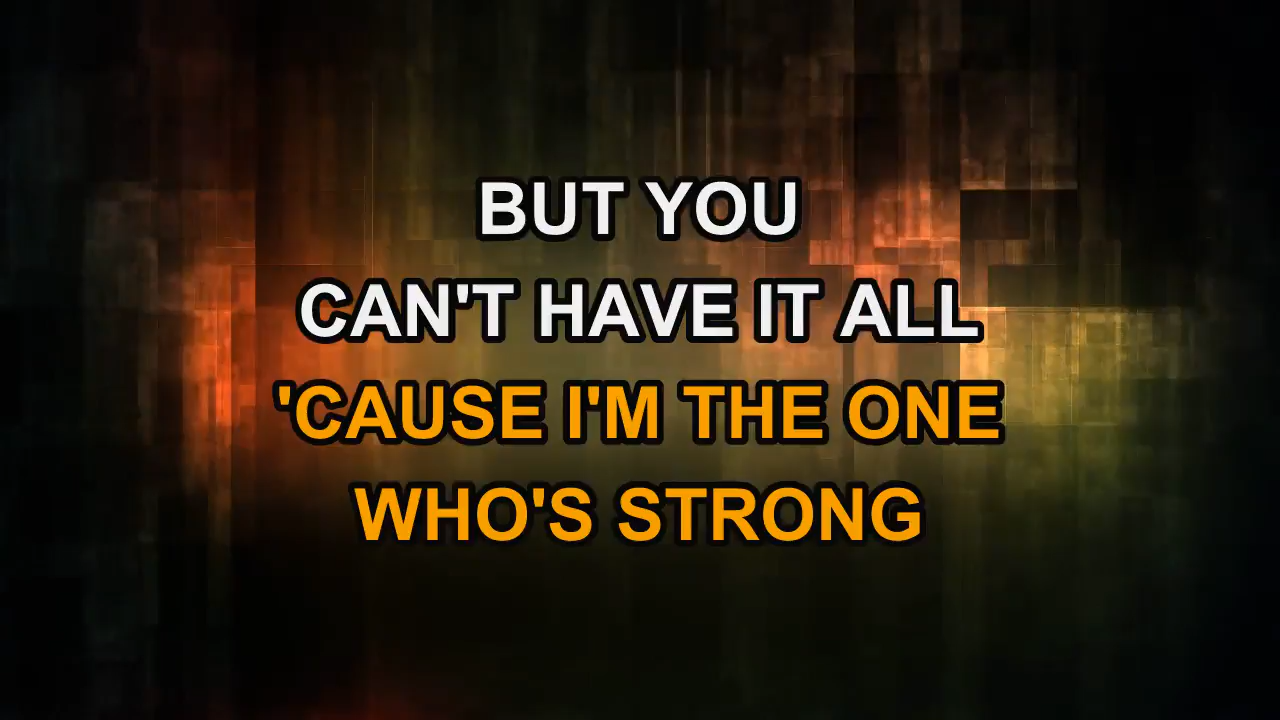 BUT YOU
CAN'T HAVE IT ALL
'CAUSE I'M THE ONE
WHO'S STRONG